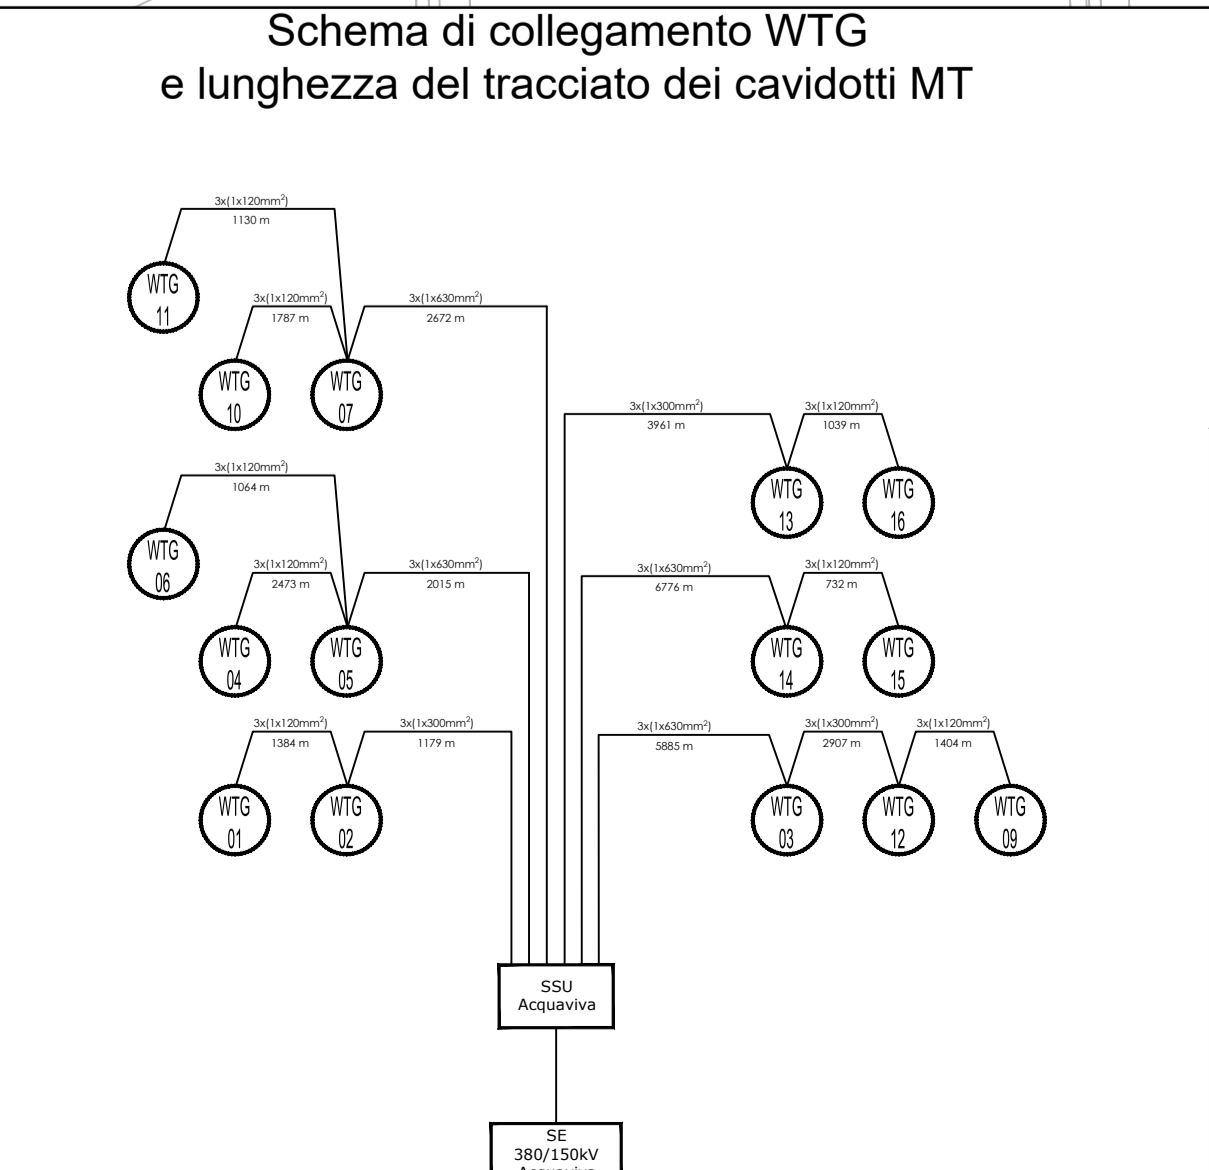 Schema di collegamento WTG
e lunghezza del tracciato dei cavidotti MT
3x(1x120mm²)
1130 m
WTG
11
3x(1x120mm²)
1787 m
3x(1x630mm²)
2672 m
WTG
10
WTG
07
3x(1x300mm²)
3961 m
3x(1x120mm²)
1039 m
WTG
13
WTG
16
3x(1x120mm²)
1064 m
WTG
06
3x(1x120mm²)
2473 m
3x(1x630mm²)
2015 m
WTG
04
WTG
05
3x(1x630mm²)
6776 m
3x(1x120mm²)
732 m
WTG
14
WTG
15
3x(1x120mm²)
1384 m
3x(1x300mm²)
1179 m
WTG
01
WTG
02
3x(1x630mm²)
5885 m
3x(1x300mm²)
2907 m
3x(1x120mm²)
1404 m
WTG
03
WTG
12
WTG
09
SSU
Acquaviva
SE
380/150kV
Acquaviva